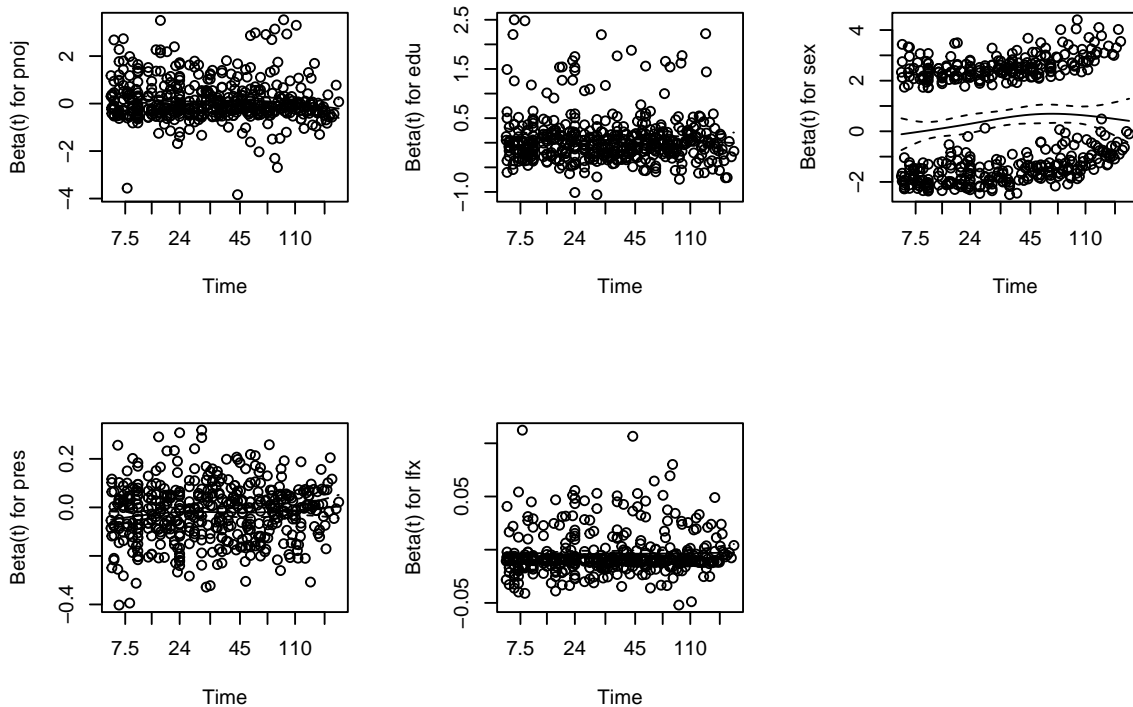 Beta(t) for pnoj
2
0
−2
−4
7.5 24 45 110
Time
Beta(t) for edu
2.5
1.5
0.5
−1.0
7.5 24 45 110
Time
Beta(t) for sex
4
2
0
−2
7.5 24 45 110
Time
Beta(t) for pres
0.2
0.0
−0.4
7.5 24 45 110
Time
Beta(t) for lfx
0.05
−0.05
7.5 24 45 110
Time